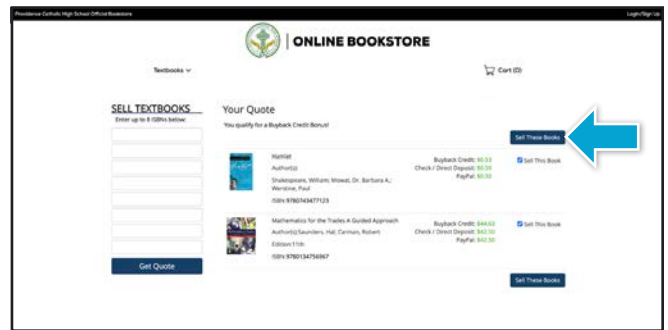 Providence Catholic High School Official Bookstore
Login/Sign Up
ONLINE BOOKSTORE
Textbooks
Cart (0)
SELL TEXTBOOKS
Enter up to 8 ISBNs below:
Get Quote
Your Quote
You qualify for a Buyback Credit Bonus!
Sell These Books
Hamlet
Author(s)
Shakespeare, William; Mowat, Dr. Barbara A.;
Werstine, Paul
ISBN 9780743477123
Buyback Credit: $0.53
Check / Direct Deposit: $0.50
PayPal: $0.50
Sell This Book
Mathematics for the Trades A Guided Approach
Author(s) Saunders, Hal; Carman, Robert
Edition 11th
ISBN 9780134756967
Buyback Credit: $44.63
Check / Direct Deposit: $42.50
PayPal: $42.50
Sell This Book
Sell These Books